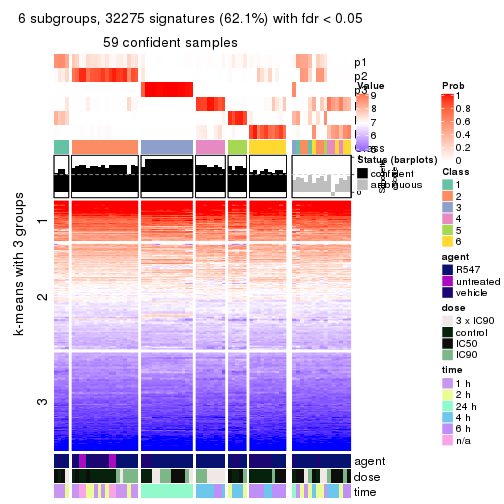 6 subgroups, 32275 signatures (62.1%) with fdr < 0.05
59 confident samples
p1
p2
p3
Value
9
8
7
6
Class
Status (barplots)
confident
ambiguous
Prob
1
0.8
0.6
0.4
0.2
0
Class
1
2
3
4
5
6
agent
R547
untreated
vehicle
dose
3 x IC90
control
IC50
IC90
time
1 h
2 h
24 h
4 h
6 h
n/a
k-means with 3 groups
1
2
3
agent
dose
time